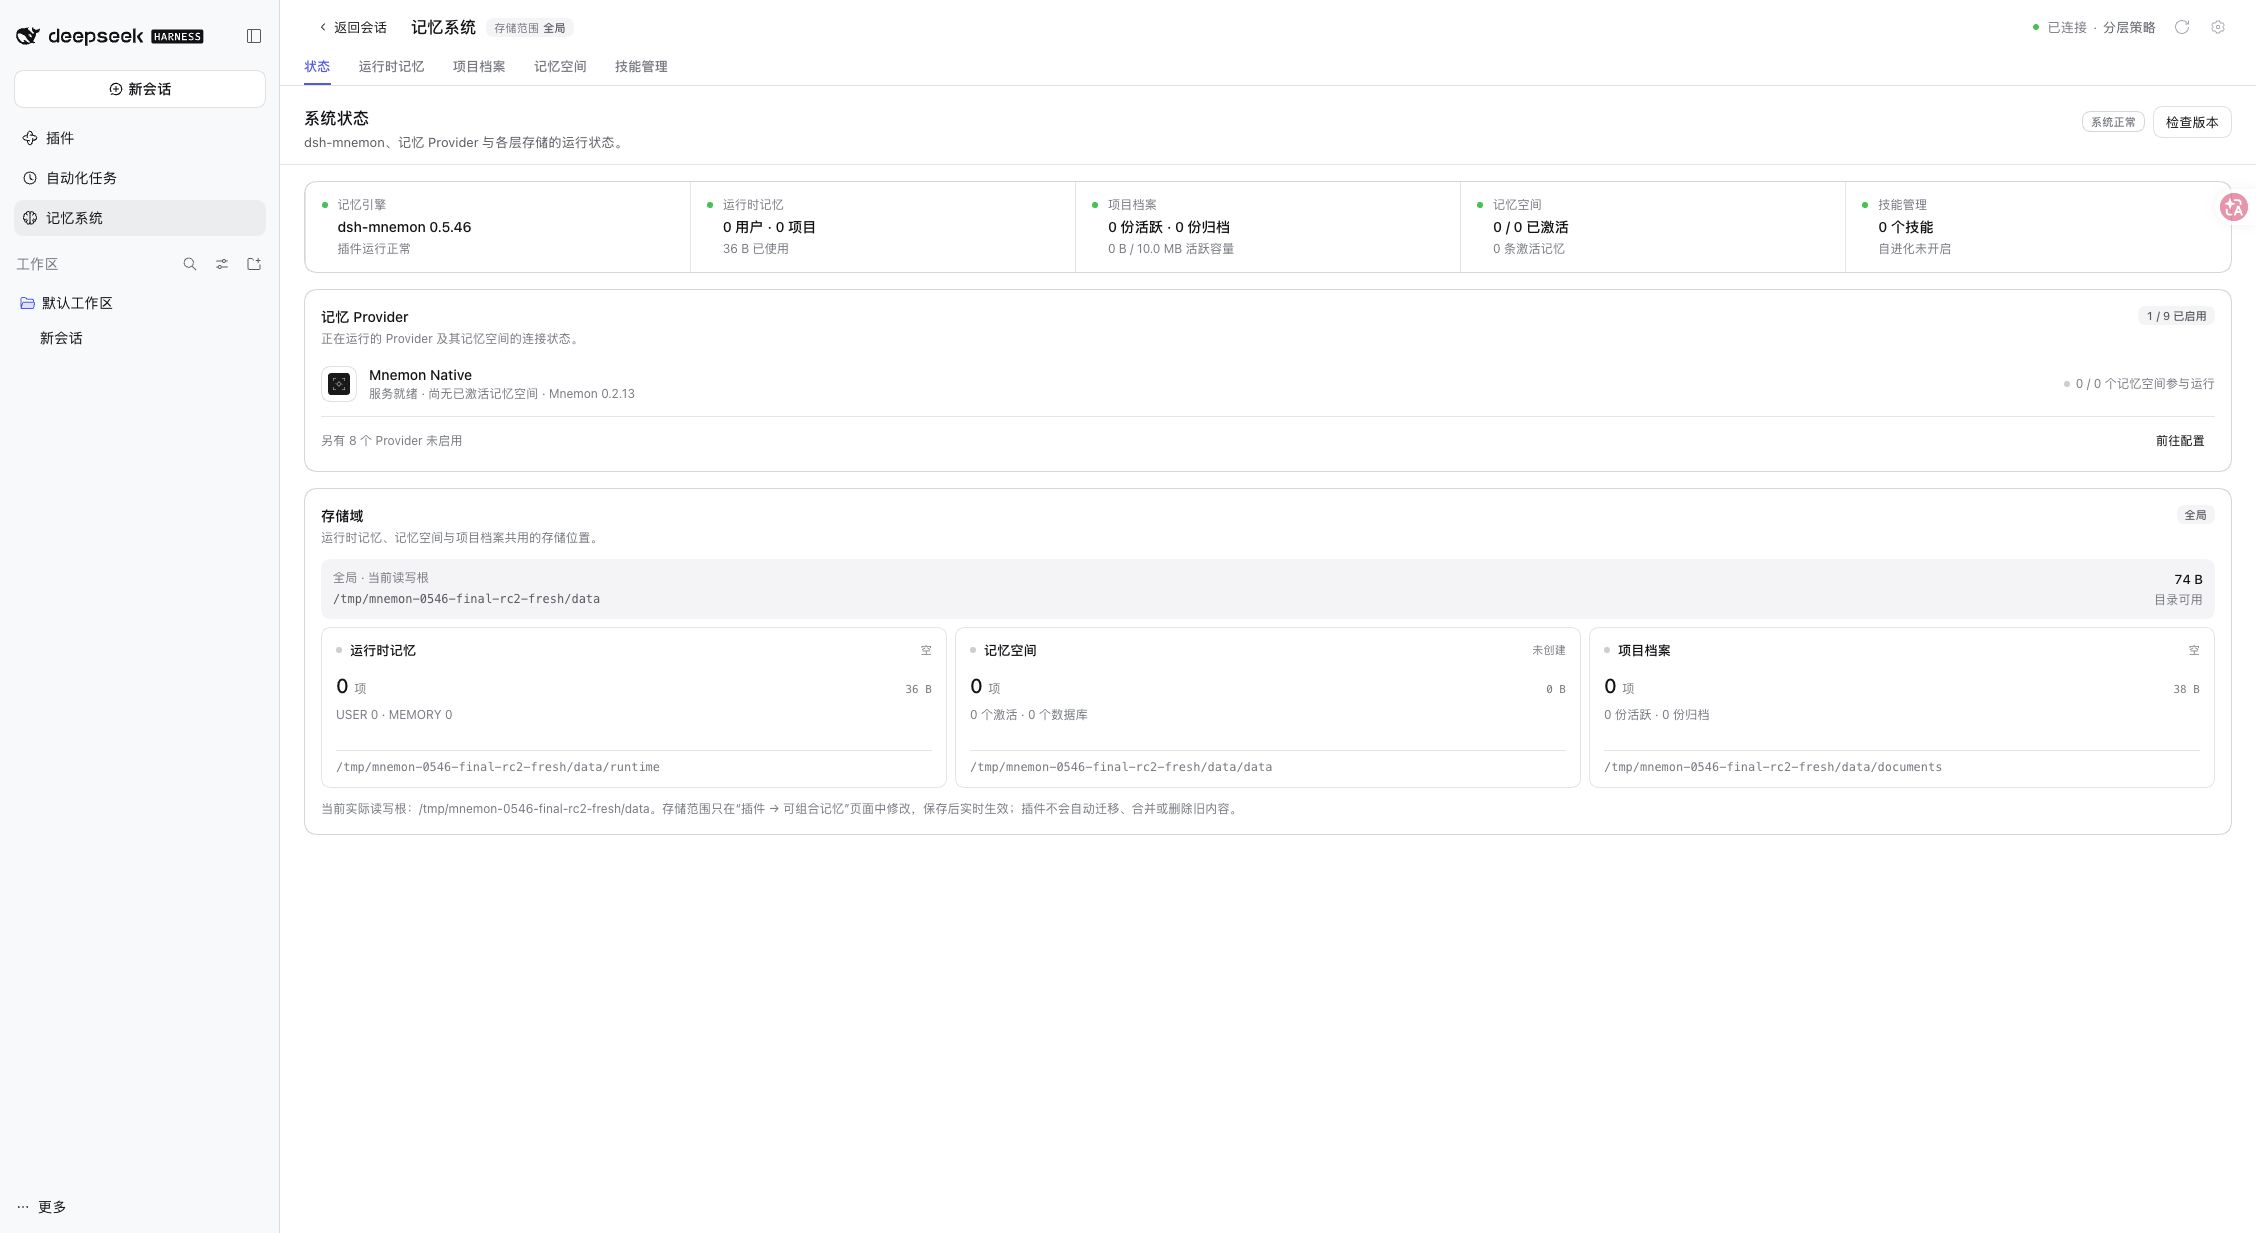 deepseek HARNESS
新会话
插件
自动化任务
记忆系统
工作区
默认工作区
新会话
更多
返回会话 记忆系统 存储范围 全局
已连接 · 分层策略
状态 运行时记忆 项目档案 记忆空间 技能管理
系统状态
dsh-mnemon、记忆 Provider 与各层存储的运行状态。
系统正常 检查版本
记忆引擎
dsh-mnemon 0.5.46
插件运行正常
运行时记忆
0 用户 · 0 项目
36 B 已使用
项目档案
0 份活跃 · 0 份归档
0 B / 10.0 MB 活跃容量
记忆空间
0 / 0 已激活
0 条激活记忆
技能管理
0 个技能
自进化未开启
记忆 Provider
1 / 9 已启用
正在运行的 Provider 及其记忆空间的连接状态。
Mnemon Native
服务就绪 · 尚无已激活记忆空间 · Mnemon 0.2.13
0 / 0 个记忆空间参与运行
另有 8 个 Provider 未启用
前往配置
存储域
全局
运行时记忆、记忆空间与项目档案共用的存储位置。
全局 · 当前读写根
/tmp/mnemon-0546-final-rc2-fresh/data
74 B
目录可用
运行时记忆 空
0 项 36 B
USER 0 · MEMORY 0
/tmp/mnemon-0546-final-rc2-fresh/data/runtime
记忆空间 未创建
0 项 0 B
0 个激活 · 0 个数据库
/tmp/mnemon-0546-final-rc2-fresh/data/data
项目档案 空
0 项 38 B
0 份活跃 · 0 份归档
/tmp/mnemon-0546-final-rc2-fresh/data/documents
当前实际读写根：/tmp/mnemon-0546-final-rc2-fresh/data。存储范围只在“插件 → 可组合记忆”页面中修改，保存后实时生效；插件不会自动迁移、合并或删除旧内容。